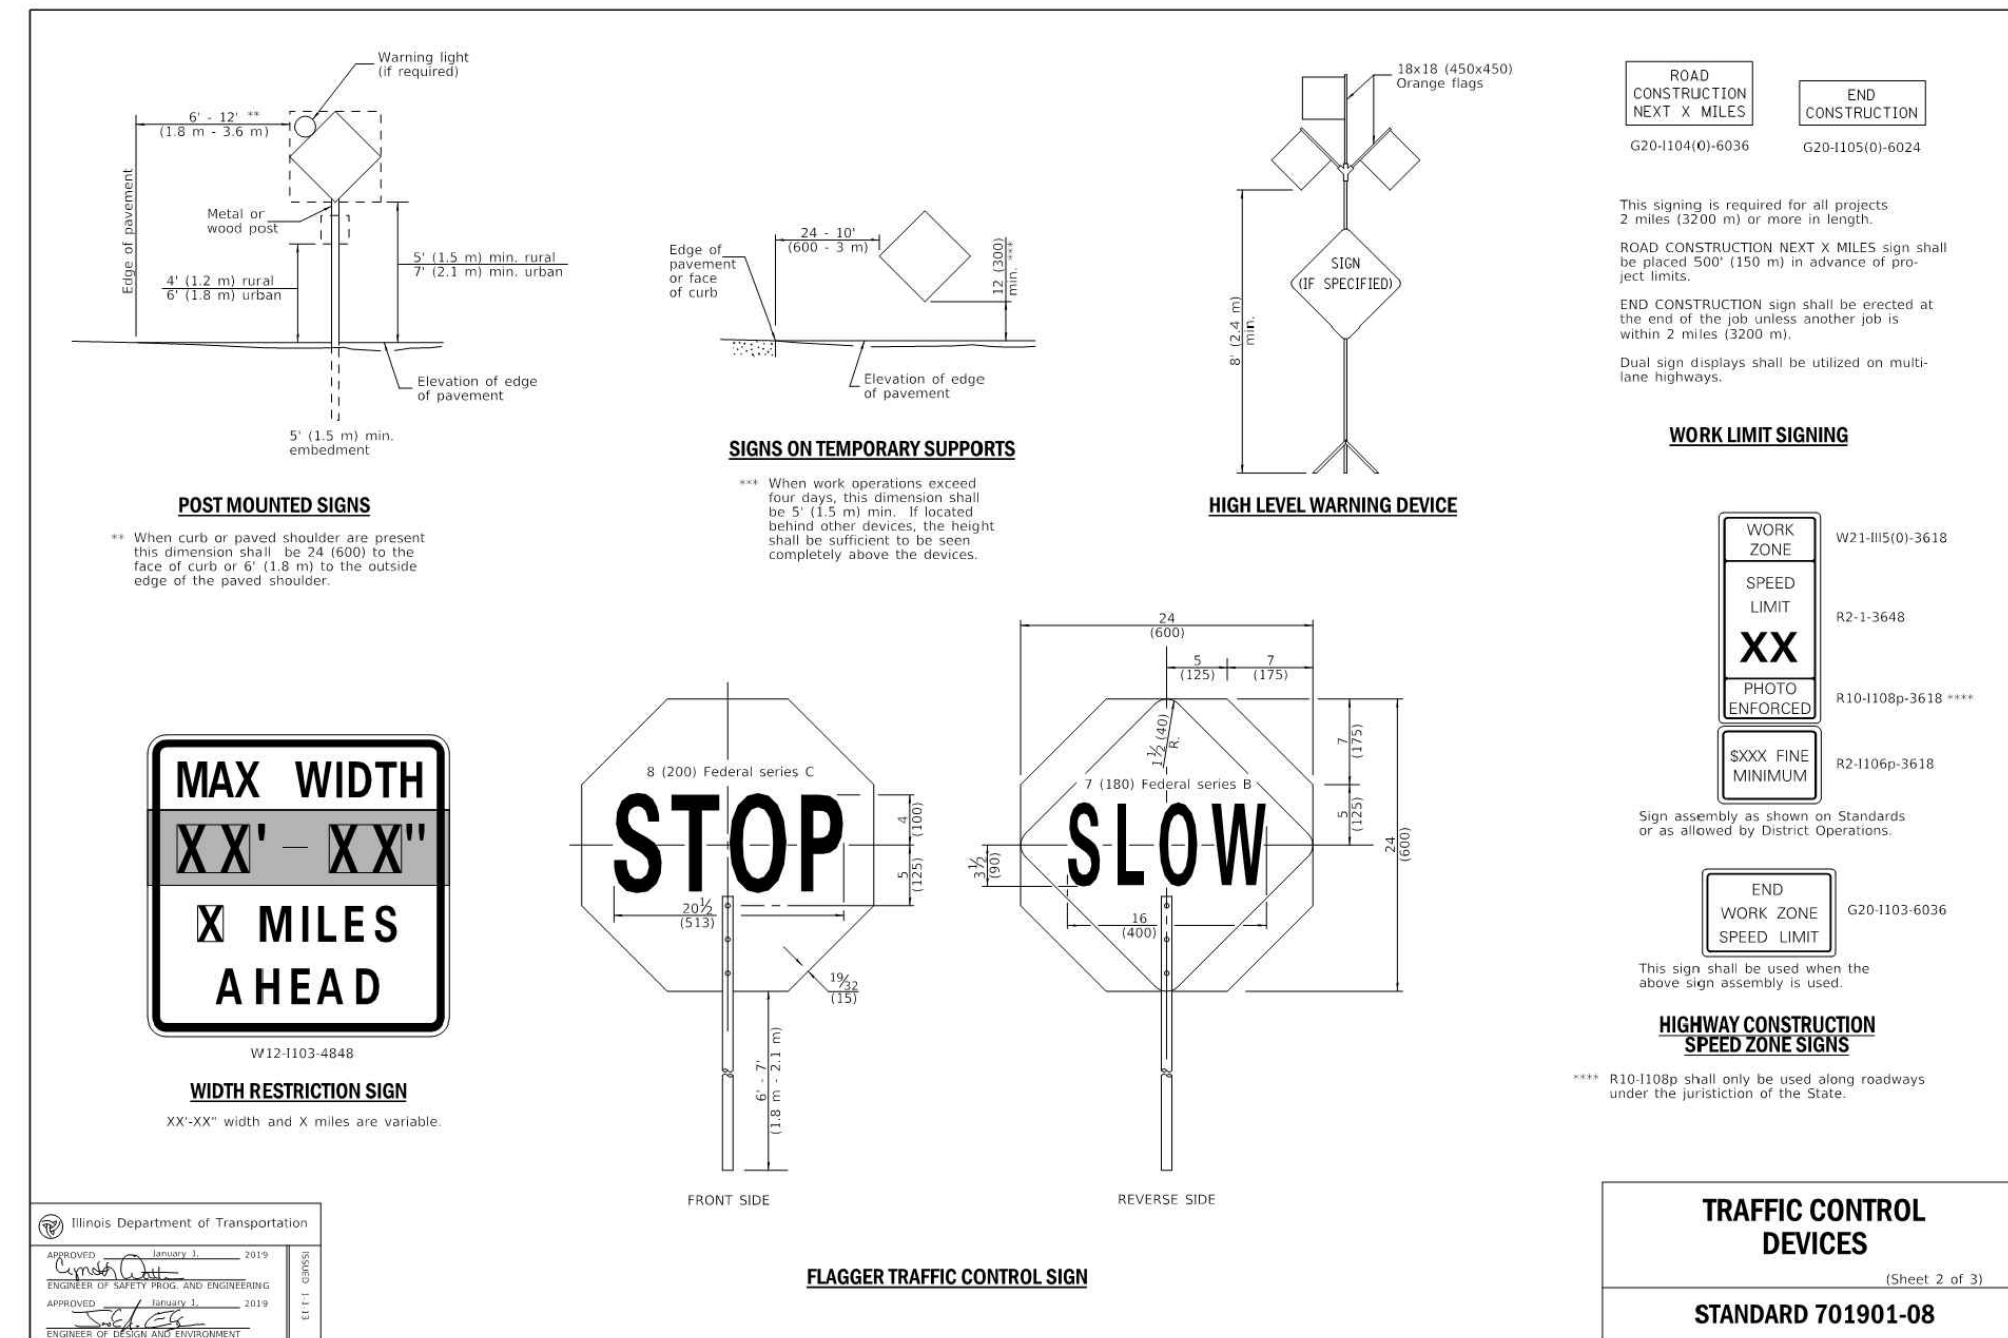 Warning light
(if required)
6' - 12' **
(1.8 m - 3.6 m)
Edge of pavement
Metal or
wood post
4' (1.2 m) rural
6' (1.8 m) urban
5' (1.5 m) min. rural
7' (2.1 m) min. urban
Elevation of edge
of pavement
5' (1.5 m) min.
embedment
POST MOUNTED SIGNS
** When curb or paved shoulder are present
this dimension shall be 24 (600) to the
face of curb or 6' (1.8 m) to the outside
edge of the paved shoulder.
24 - 10'
(600 - 3 m)
Edge of
pavement
or face
of curb
12 (300)
min. ***
Elevation of edge
of pavement
SIGNS ON TEMPORARY SUPPORTS
*** When work operations exceed
four days, this dimension shall
be 5' (1.5 m) min. If located
behind other devices, the height
shall be sufficient to be seen
completely above the devices.
18x18 (450x450)
Orange flags
SIGN
(IF SPECIFIED)
8' (2.4 m)
min.
HIGH LEVEL WARNING DEVICE
ROAD
CONSTRUCTION
NEXT X MILES
G20-I104(0)-6036
END
CONSTRUCTION
G20-I105(0)-6024
This signing is required for all projects
2 miles (3200 m) or more in length.
ROAD CONSTRUCTION NEXT X MILES sign shall
be placed 500' (150 m) in advance of pro-
ject limits.
END CONSTRUCTION sign shall be erected at
the end of the job unless another job is
within 2 miles (3200 m).
Dual sign displays shall be utilized on multi-
lane highways.
WORK LIMIT SIGNING
WORK
ZONE
W21-I115(0)-3618
SPEED
LIMIT
XX
R2-1-3648
PHOTO
ENFORCED
R10-I108p-3618 ****
$XXX FINE
MINIMUM
R2-I106p-3618
Sign assembly as shown on Standards
or as allowed by District Operations.
END
WORK ZONE
SPEED LIMIT
G20-I103-6036
This sign shall be used when the
above sign assembly is used.
HIGHWAY CONSTRUCTION
SPEED ZONE SIGNS
**** R10-I108p shall only be used along roadways
under the juristiction of the State.
MAX WIDTH
XX' – XX"
X MILES
AHEAD
W12-I103-4848
WIDTH RESTRICTION SIGN
XX'-XX" width and X miles are variable.
8 (200) Federal series C
STOP
4
(100)
5
(125)
20½
(513)
19/32
(15)
6' - 7'
(1.8 m - 2.1 m)
FRONT SIDE
24
(600)
5
(125)
7
(175)
1½ (40)
R.
7
(175)
7 (180) Federal series B
SLOW
5
(125)
24
(600)
3½
(90)
16
(400)
REVERSE SIDE
FLAGGER TRAFFIC CONTROL SIGN
Illinois Department of Transportation
APPROVED January 1, 2019
ENGINEER OF SAFETY PROG. AND ENGINEERING
APPROVED January 1, 2019
ENGINEER OF DESIGN AND ENVIRONMENT
ISSUED 1-1-13
TRAFFIC CONTROL
DEVICES
(Sheet 2 of 3)
STANDARD 701901-08